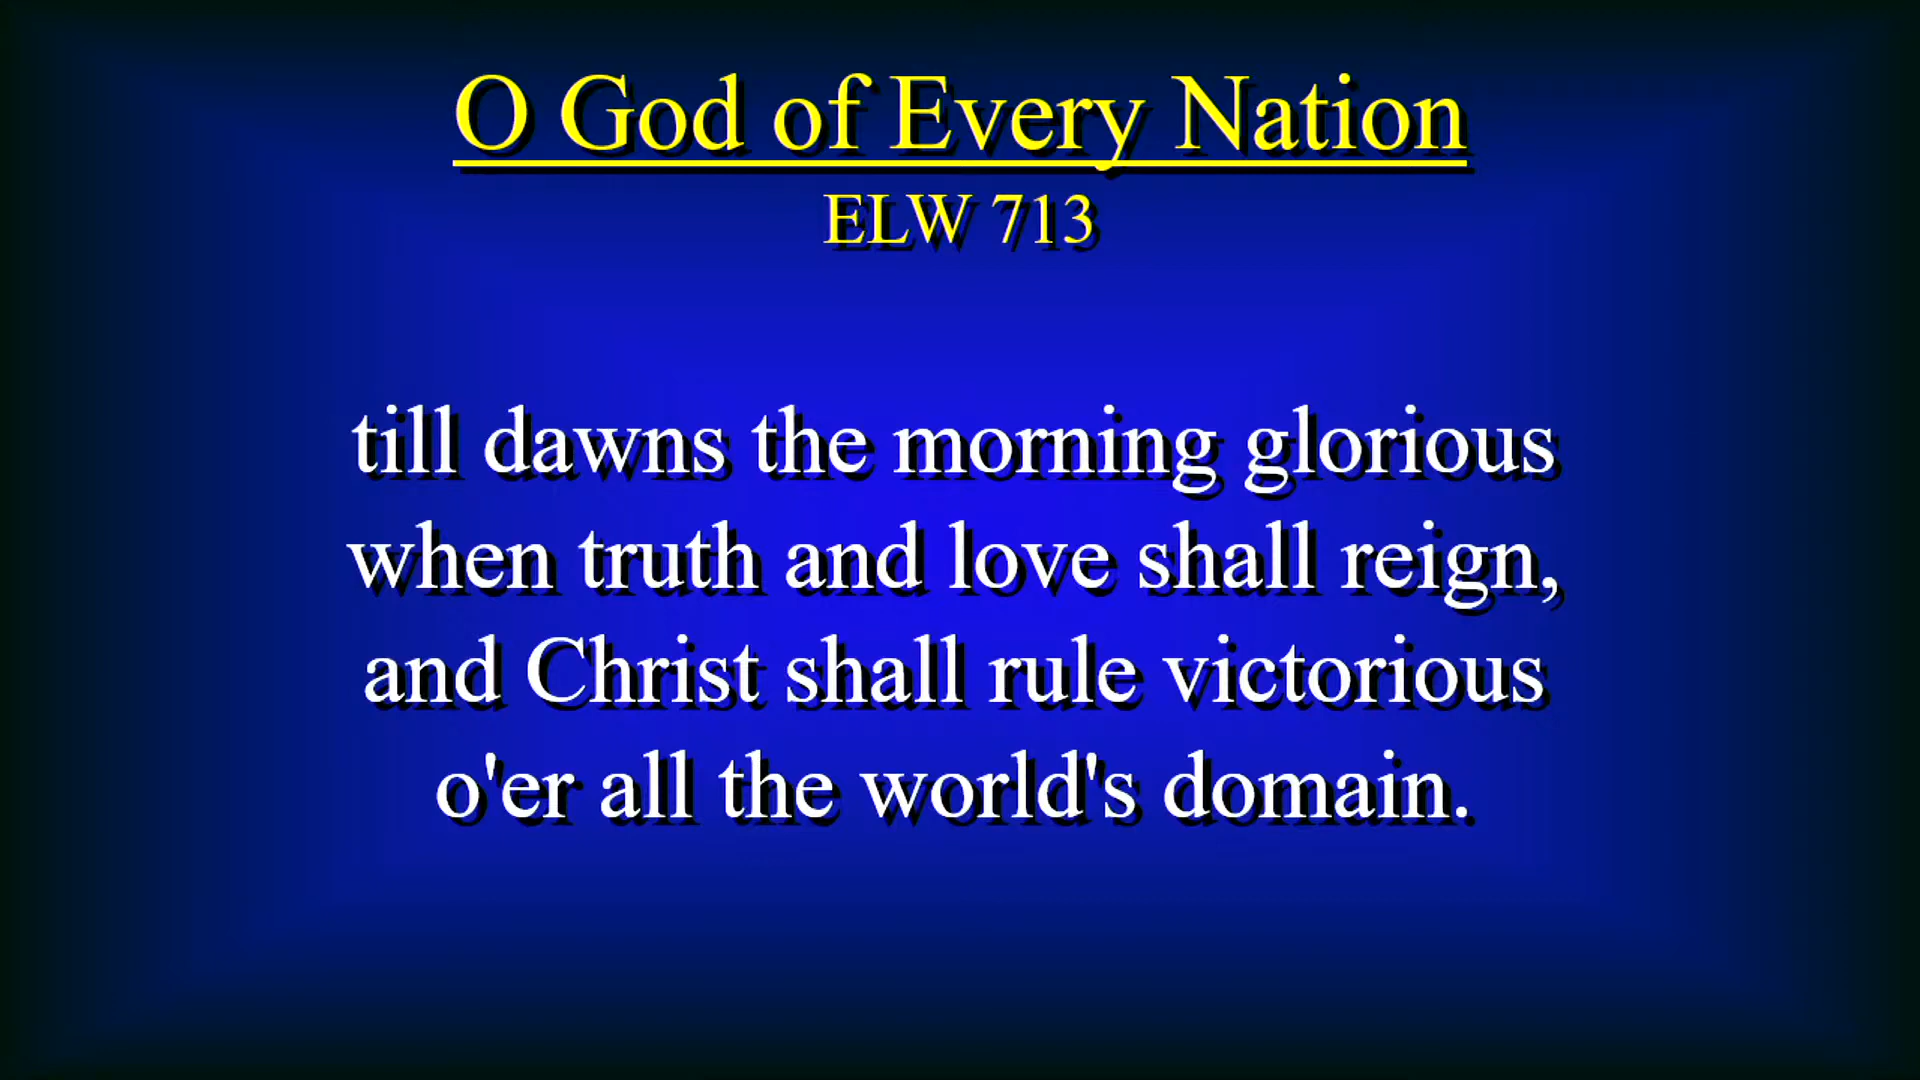 O God of Every Nation
ELW 713
till dawns the morning glorious
when truth and love shall reign,
and Christ shall rule victorious
o'er all the world's domain.